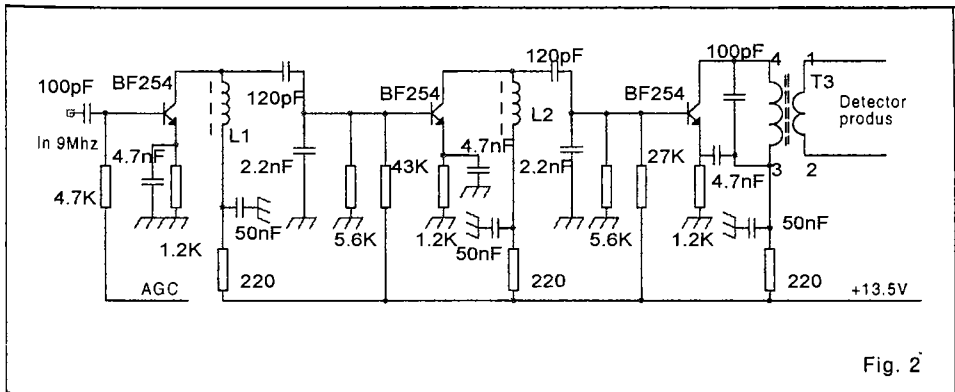 100pF
BF254
In 9Mhz
4.7K
4.7nF
1.2K
AGC
L1
50nF
220
120pF
2.2nF
5.6K
43K
BF254
4.7nF
1.2K
L2
50nF
220
120pF
2.2nF
5.6K
27K
BF254
1.2K
4.7nF
100pF
4
3
1
2
T3
Detector
produs
50nF
220
+13.5V
Fig. 2